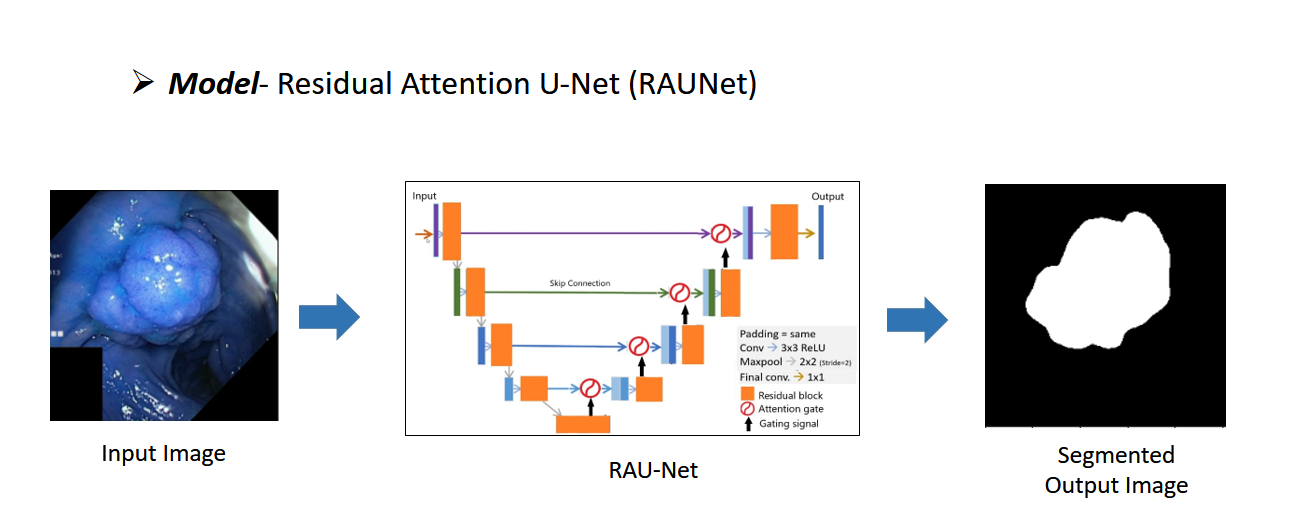 ➢ Model- Residual Attention U-Net (RAUNet)
Input
Output
Skip Connection
Padding = same
Conv → 3x3 ReLU
Maxpool → 2x2 (Stride=2)
Final conv. → 1x1
Residual block
Attention gate
Gating signal
Input Image
RAU-Net
Segmented
Output Image